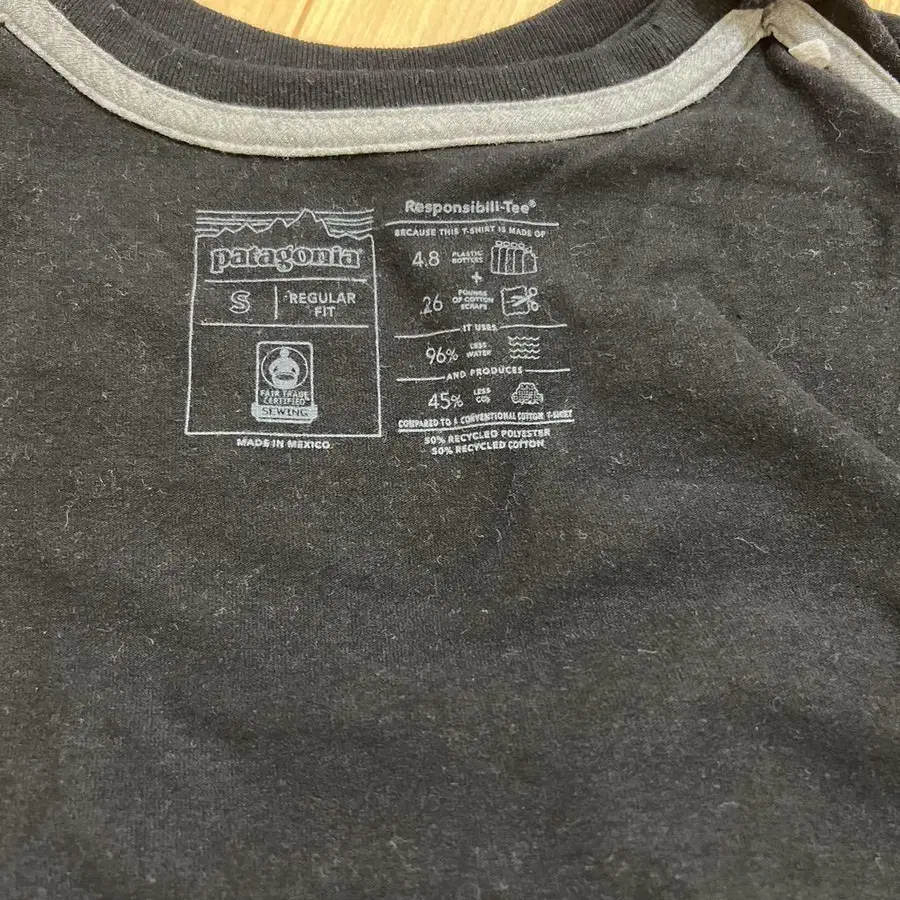 patagonia
S
REGULAR
FIT
FAIR TRADE
CERTIFIED
SEWING
MADE IN MEXICO
Responsibili-Tee®
BECAUSE THIS T-SHIRT IS MADE OF
4.8 PLASTIC
BOTTLES
+
.26 POUNDS
OF COTTON
SCRAPS
IT USES
96% LESS
WATER
AND PRODUCES
45% LESS
CO₂
COMPARED TO A CONVENTIONAL COTTON T-SHIRT
50% RECYCLED POLYESTER
50% RECYCLED COTTON